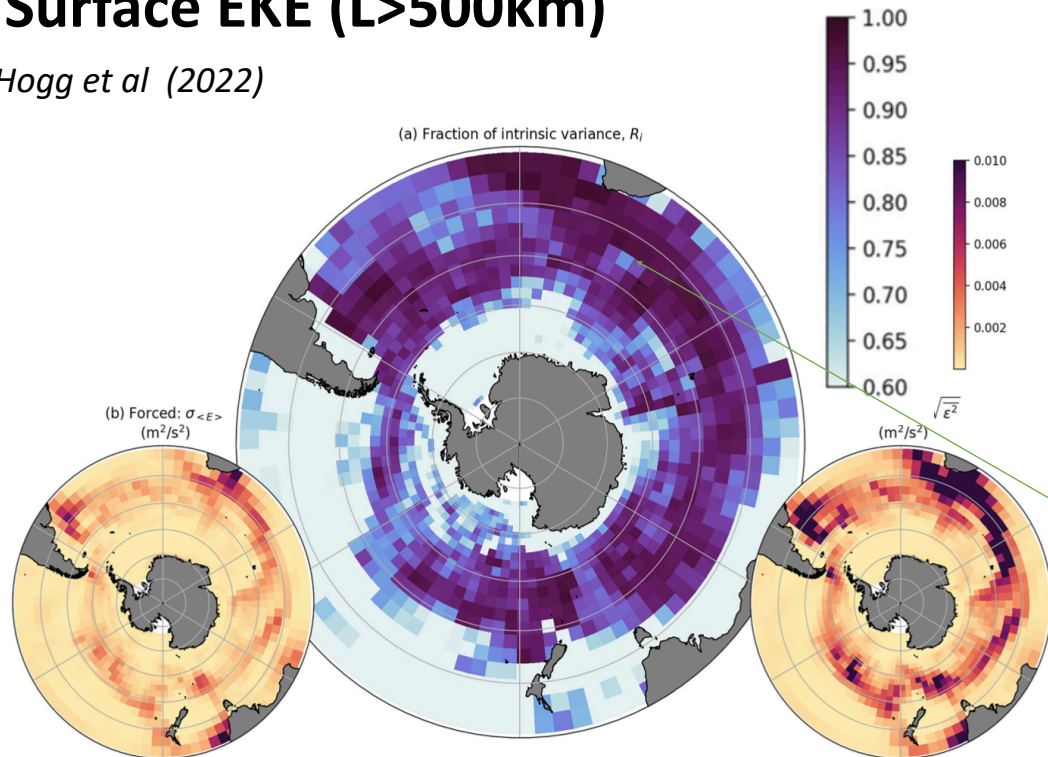 Surface EKE (L>500km)
Hogg et al (2022)
(a) Fraction of intrinsic variance, Rᵢ
1.00
0.95
0.90
0.85
0.80
0.75
0.70
0.65
0.60
0.010
0.008
0.006
0.004
0.002
(b) Forced: σ<E>
(m²/s²)
√ε²
(m²/s²)